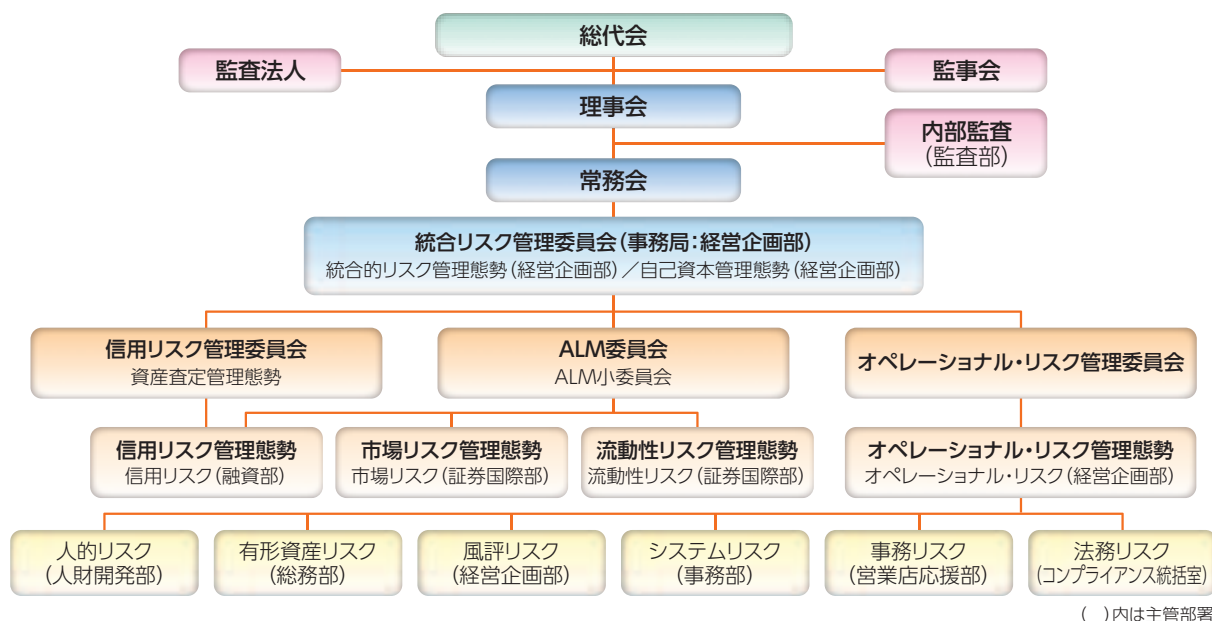 総代会
監査法人
監事会
理事会
内部監査
(監査部)
常務会
統合リスク管理委員会(事務局:経営企画部)
統合的リスク管理態勢(経営企画部)/自己資本管理態勢(経営企画部)
信用リスク管理委員会
資産査定管理態勢
ALM委員会
ALM小委員会
オペレーショナル・リスク管理委員会
信用リスク管理態勢
信用リスク(融資部)
市場リスク管理態勢
市場リスク(証券国際部)
流動性リスク管理態勢
流動性リスク(証券国際部)
オペレーショナル・リスク管理態勢
オペレーショナル・リスク(経営企画部)
人的リスク
(人財開発部)
有形資産リスク
(総務部)
風評リスク
(経営企画部)
システムリスク
(事務部)
事務リスク
(営業店応援部)
法務リスク
(コンプライアンス統括室)
( )内は主管部署